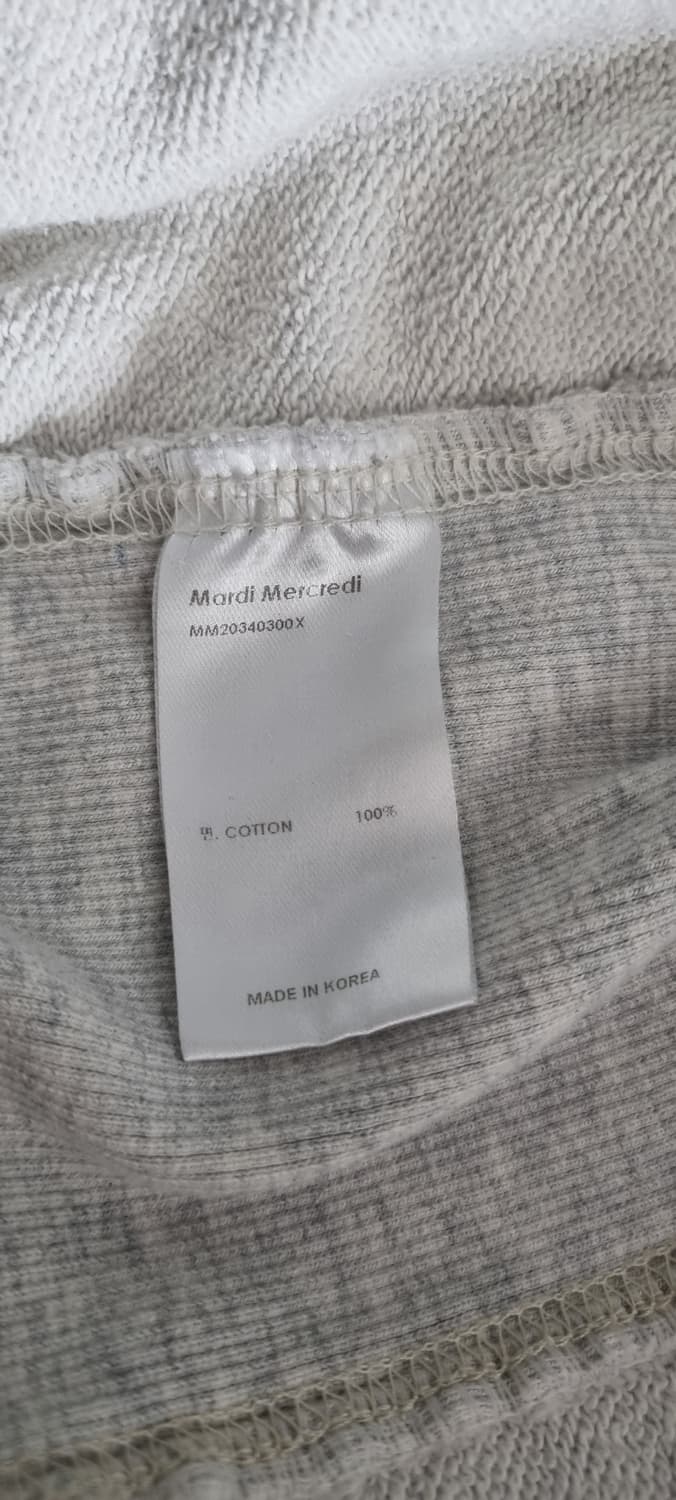 Mardi Mercredi
MM20340300X
면. COTTON 100%
MADE IN KOREA